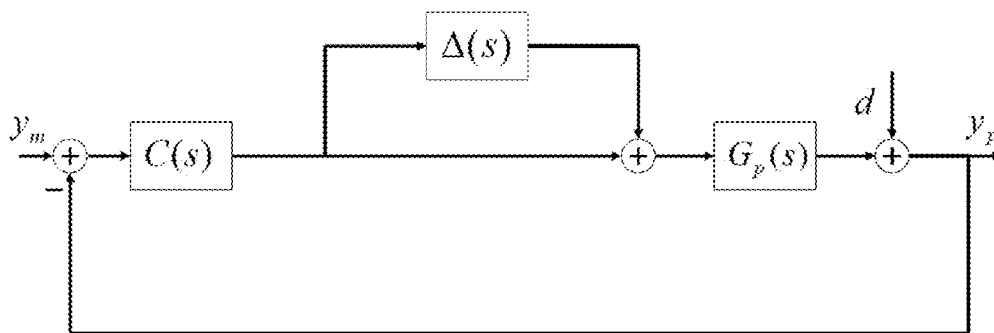 Δ(s)
d
y_m
y_p
+
C(s)
+
G_p(s)
+
−